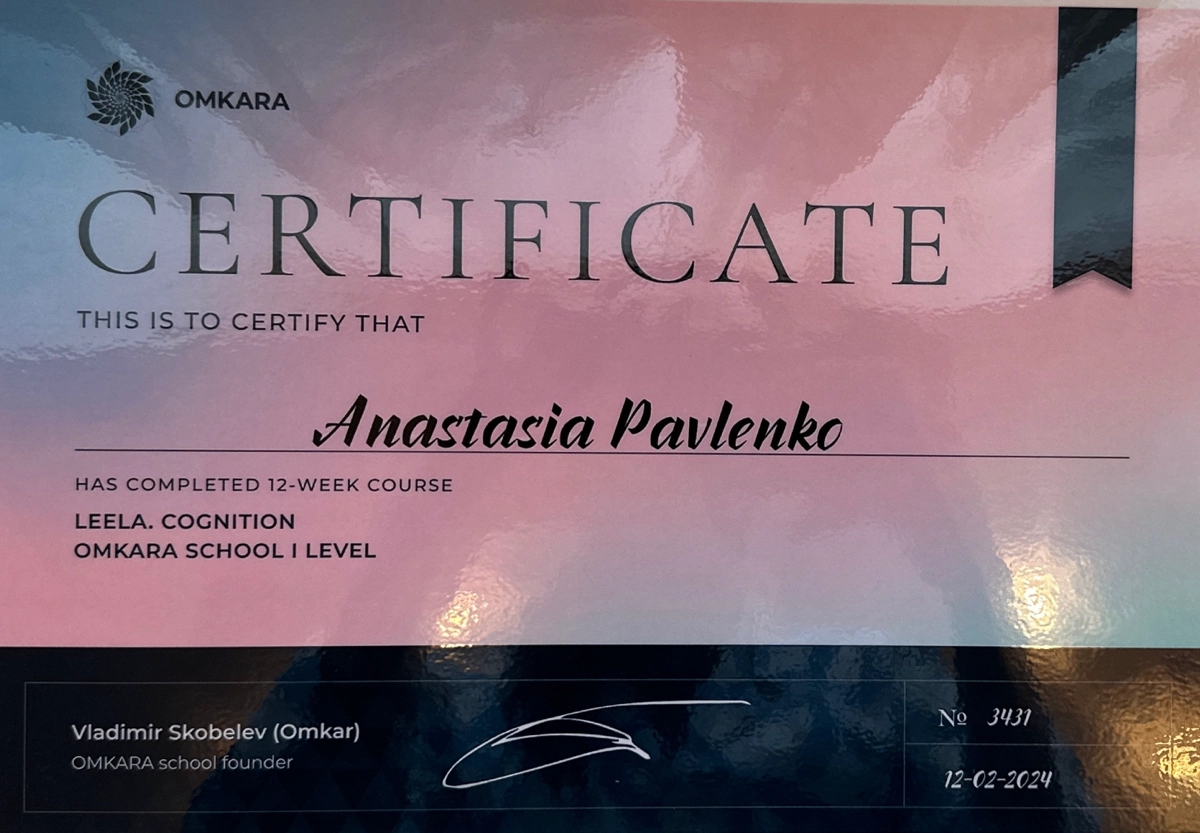 OMKARA
CERTIFICATE
THIS IS TO CERTIFY THAT
Anastasia Pavlenko
HAS COMPLETED 12-WEEK COURSE
LEELA. COGNITION
OMKARA SCHOOL I LEVEL
Vladimir Skobelev (Omkar)
OMKARA school founder
№ 3431
12-02-2024